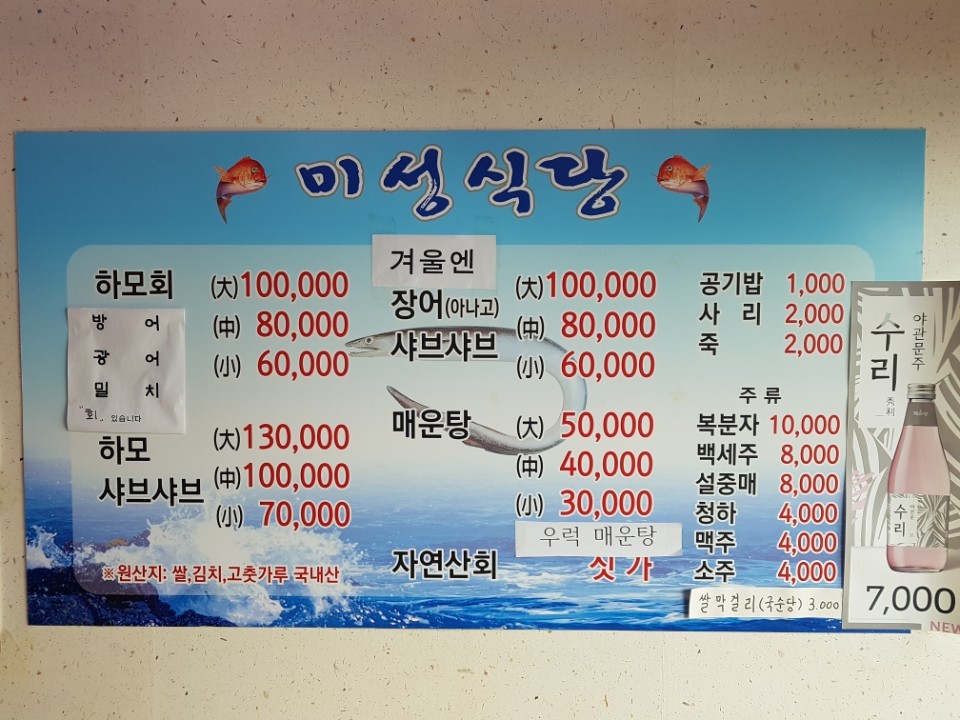 미성식당
하모회 (大)100,000
(中) 80,000
(小) 60,000
방 어
광 어
밀 치
"회" 있습니다
하모
샤브샤브
(大)130,000
(中)100,000
(小) 70,000
※원산지: 쌀,김치,고춧가루 국내산
겨울엔
장어(아나고)
샤브샤브
(大)100,000
(中) 80,000
(小) 60,000
매운탕 (大) 50,000
(中) 40,000
(小) 30,000
우럭 매운탕
자연산회 싯가
공기밥 1,000
사 리 2,000
죽 2,000
주 류
복분자 10,000
백세주 8,000
설중매 8,000
청하 4,000
맥주 4,000
소주 4,000
쌀막걸리(국순당) 3.000
야관문주
수리
수리
7,000
NEW